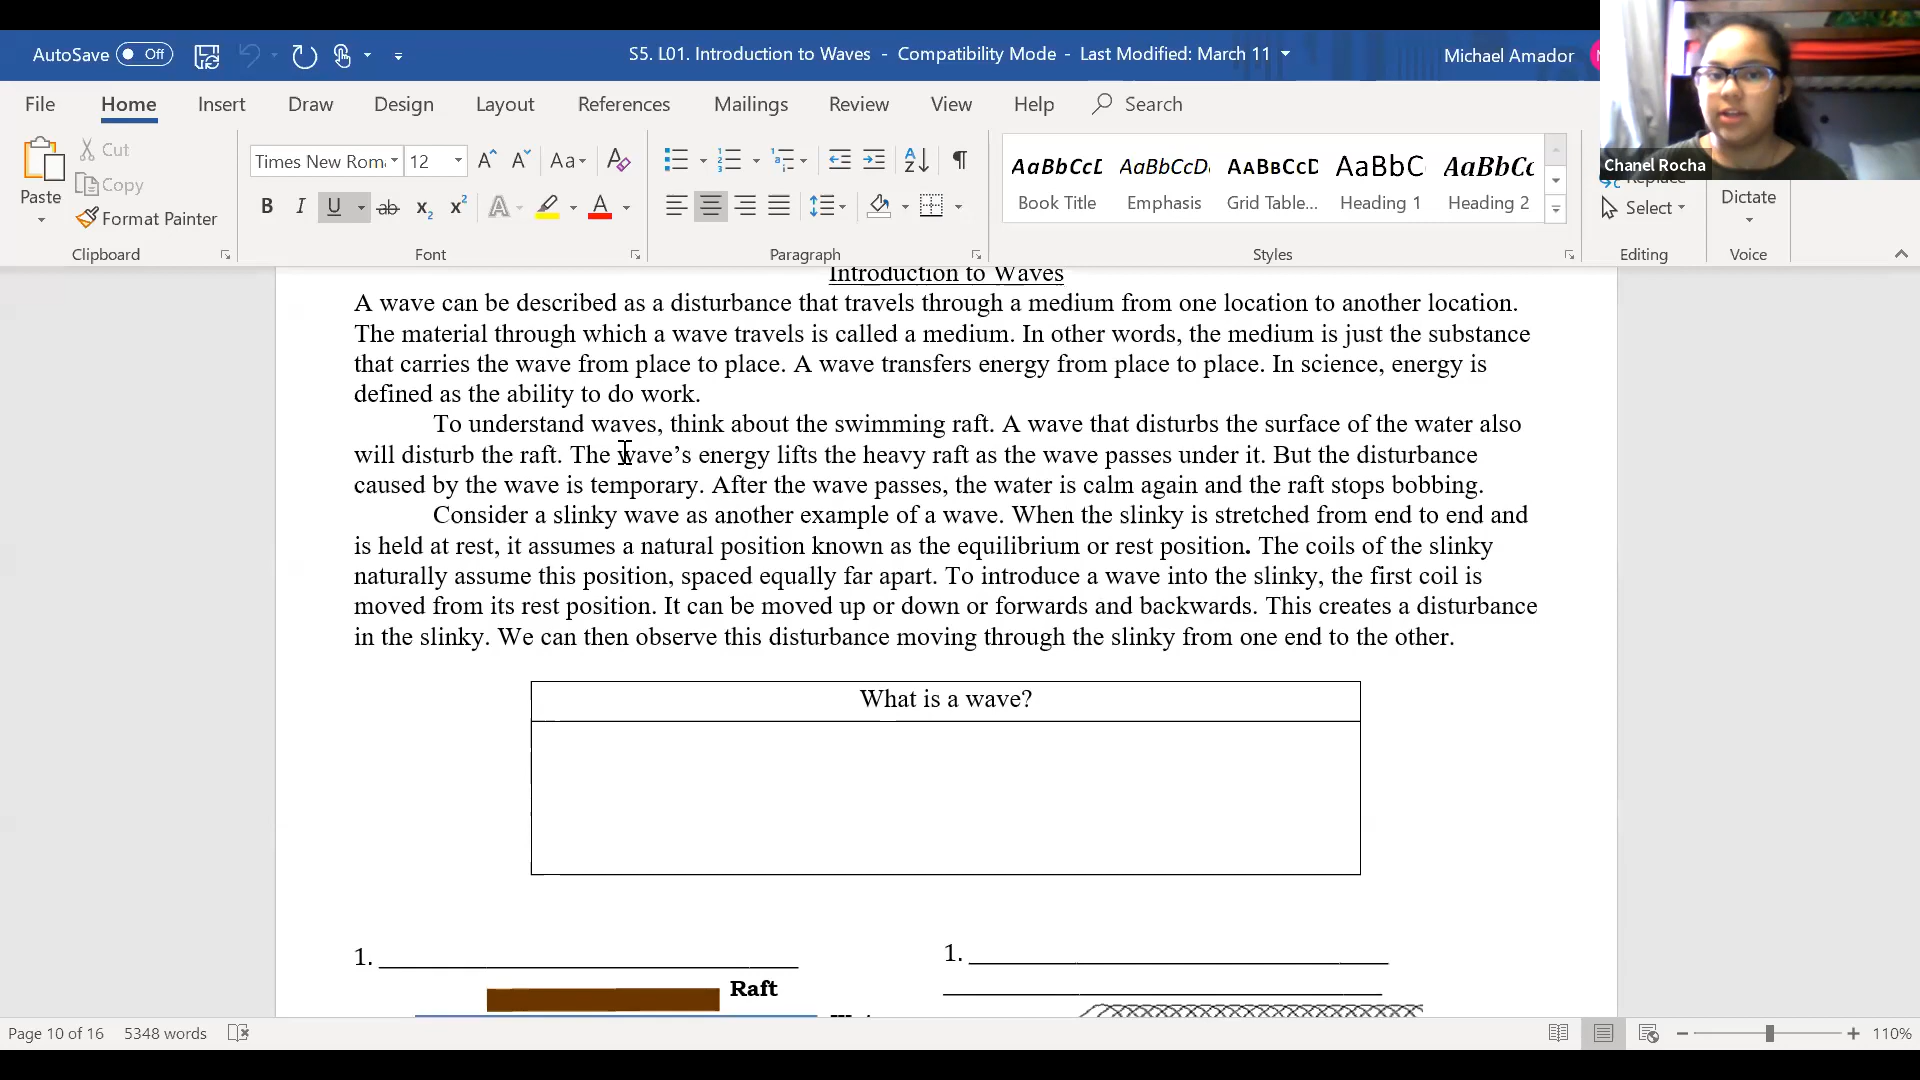 AutoSave Off
S5. L01. Introduction to Waves - Compatibility Mode - Last Modified: March 11
Michael Amador
File Home Insert Draw Design Layout References Mailings Review View Help Search
Paste
Cut
Copy
Format Painter
Clipboard
Times New Rom
12
Aa
Font
Paragraph
AaBbCcD
Book Title
AaBbCcD
Emphasis
AaBbCcD
Grid Table...
AaBbC
Heading 1
AaBbCc
Heading 2
Styles
Replace
Select
Editing
Dictate
Voice
Chanel Rocha
Introduction to Waves
A wave can be described as a disturbance that travels through a medium from one location to another location.
The material through which a wave travels is called a medium. In other words, the medium is just the substance
that carries the wave from place to place. A wave transfers energy from place to place. In science, energy is
defined as the ability to do work.
To understand waves, think about the swimming raft. A wave that disturbs the surface of the water also
will disturb the raft. The wave’s energy lifts the heavy raft as the wave passes under it. But the disturbance
caused by the wave is temporary. After the wave passes, the water is calm again and the raft stops bobbing.
Consider a slinky wave as another example of a wave. When the slinky is stretched from end to end and
is held at rest, it assumes a natural position known as the equilibrium or rest position. The coils of the slinky
naturally assume this position, spaced equally far apart. To introduce a wave into the slinky, the first coil is
moved from its rest position. It can be moved up or down or forwards and backwards. This creates a disturbance
in the slinky. We can then observe this disturbance moving through the slinky from one end to the other.
What is a wave?
1.
1.
Raft
Page 10 of 16
5348 words
110%